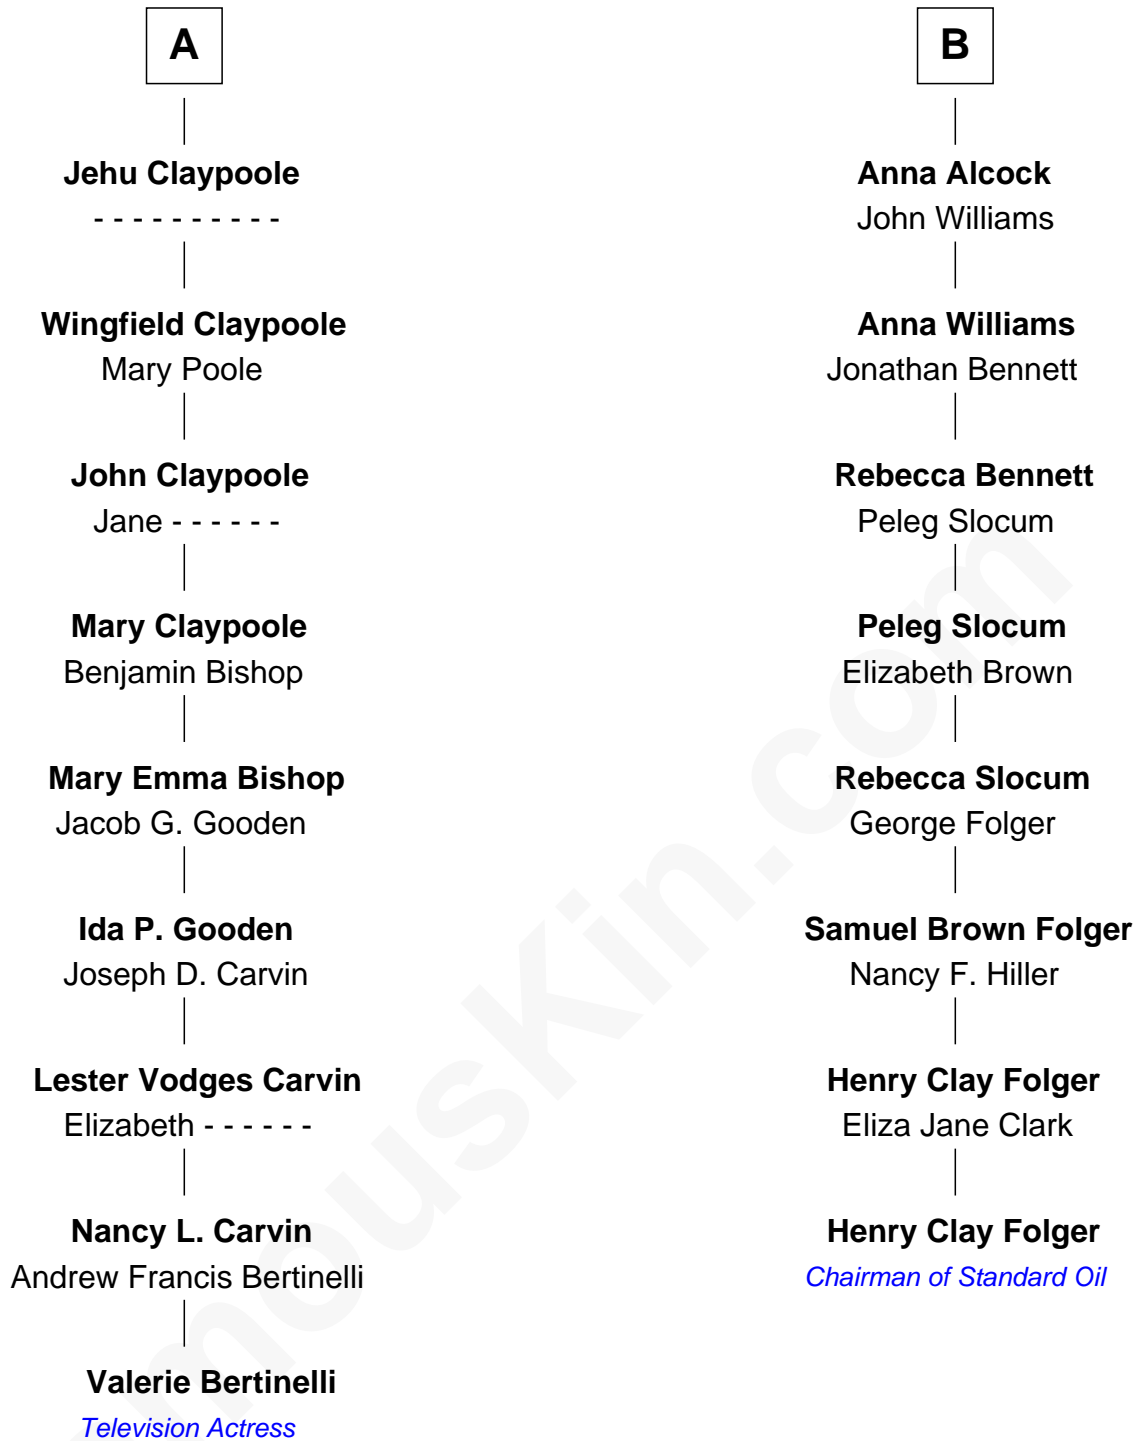 A
Jehu Claypoole
- - - - - - - - - -
Wingfield Claypoole
Mary Poole
John Claypoole
Jane - - - - - -
Mary Claypoole
Benjamin Bishop
Mary Emma Bishop
Jacob G. Gooden
Ida P. Gooden
Joseph D. Carvin
Lester Vodges Carvin
Elizabeth - - - - - -
Nancy L. Carvin
Andrew Francis Bertinelli
Valerie Bertinelli
Television Actress
B
Anna Alcock
John Williams
Anna Williams
Jonathan Bennett
Rebecca Bennett
Peleg Slocum
Peleg Slocum
Elizabeth Brown
Rebecca Slocum
George Folger
Samuel Brown Folger
Nancy F. Hiller
Henry Clay Folger
Eliza Jane Clark
Henry Clay Folger
Chairman of Standard Oil
mousKin.com